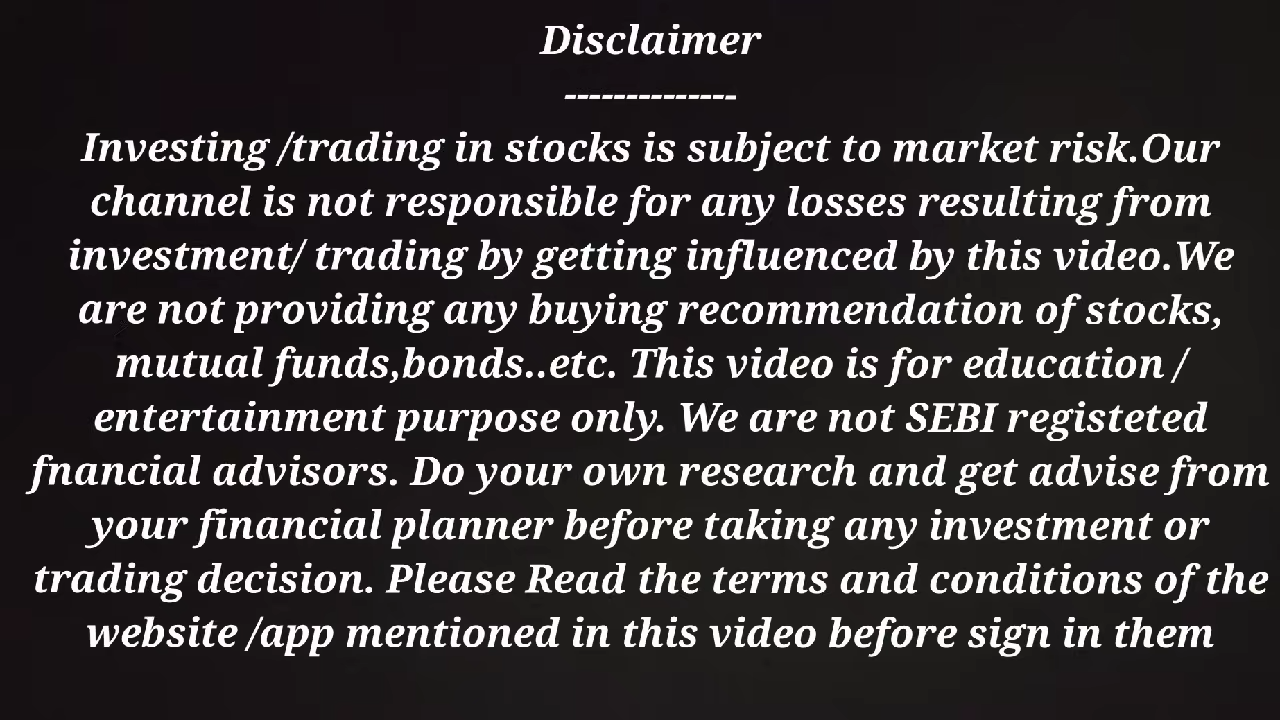 Disclaimer
--------------
Investing /trading in stocks is subject to market risk.Our
channel is not responsible for any losses resulting from
investment/ trading by getting influenced by this video.We
are not providing any buying recommendation of stocks,
mutual funds,bonds..etc. This video is for education /
entertainment purpose only. We are not SEBI registeted
fnancial advisors. Do your own research and get advise from
your financial planner before taking any investment or
trading decision. Please Read the terms and conditions of the
website /app mentioned in this video before sign in them